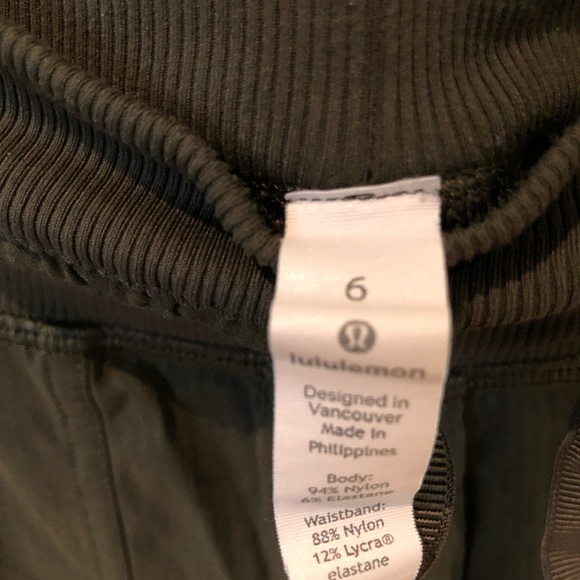 6
lululemon
Designed in
Vancouver
Made in
Philippines
Body:
94% Nylon
6% Elastane
Waistband:
88% Nylon
12% Lycra®
elastane